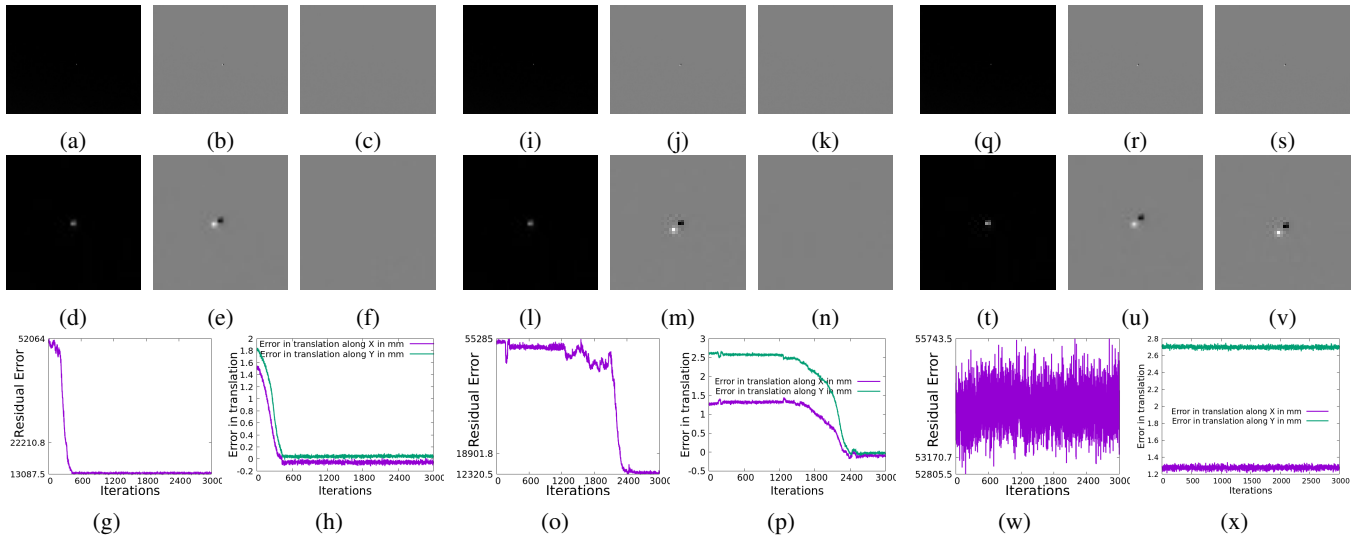 (a) (b) (c) (i) (j) (k) (q) (r) (s)
(d) (e) (f) (l) (m) (n) (t) (u) (v)
52064
22210.8
13087.5
Residual Error
0 600 1200 1800 2400 3000
Iterations
(g)
2
1.8
1.6
1.4
1.2
1
0.8
0.6
0.4
0.2
0
-0.2
Error in translation
Error in translation along X in mm
Error in translation along Y in mm
0 600 1200 1800 2400 3000
Iterations
(h)
55285
18901.8
12320.5
Residual Error
0 600 1200 1800 2400 3000
Iterations
(o)
3
2.5
2
1.5
1
0.5
0
-0.5
Error in translation
Error in translation along X in mm
Error in translation along Y in mm
0 600 1200 1800 2400 3000
Iterations
(p)
55743.5
53170.7
52805.5
Residual Error
0 600 1200 1800 2400 3000
Iterations
(w)
2.8
2.6
2.4
2.2
2
1.8
1.6
1.4
1.2
Error in translation
Error in translation along X in mm
Error in translation along Y in mm
0 500 1000 1500 2000 2500 3000
Iterations
(x)